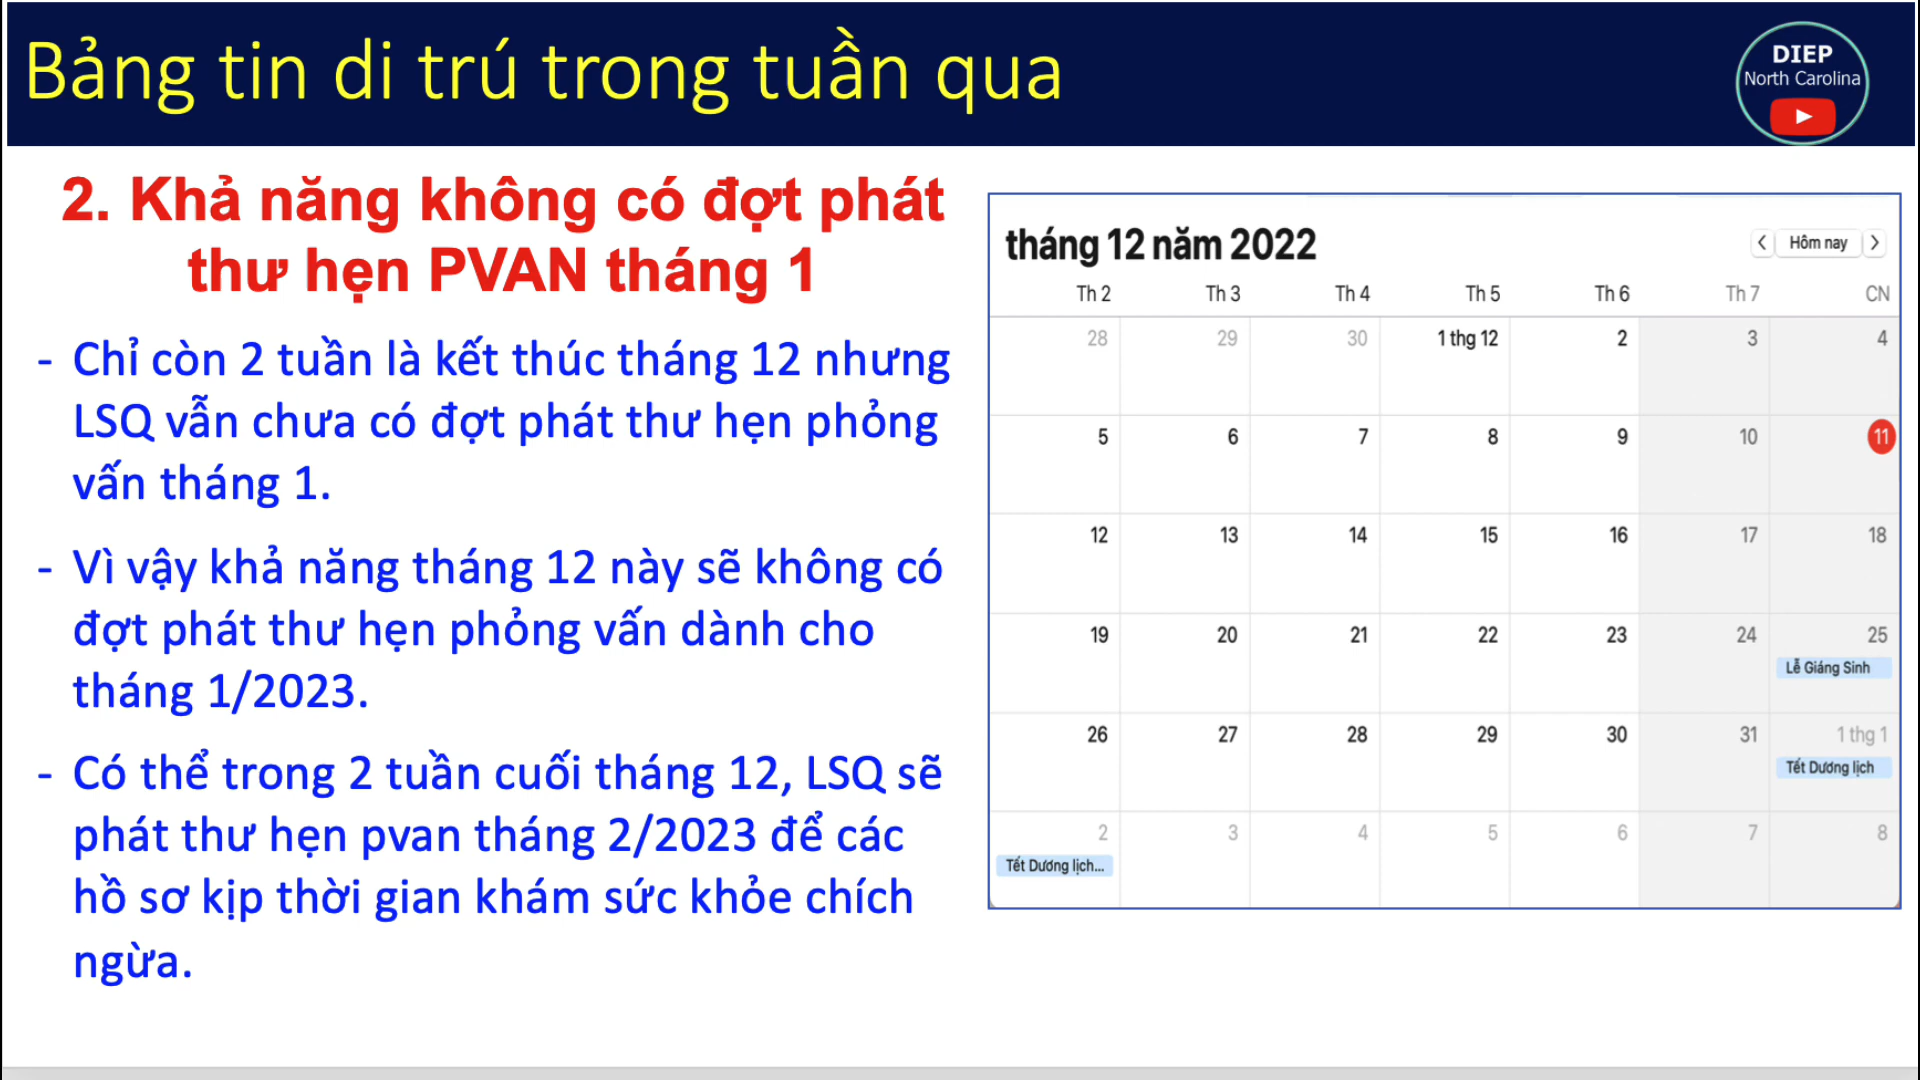 Bảng tin di trú trong tuần qua
DIEP
North Carolina
2. Khả năng không có đợt phát
thư hẹn PVAN tháng 1
- Chỉ còn 2 tuần là kết thúc tháng 12 nhưng
LSQ vẫn chưa có đợt phát thư hẹn phỏng
vấn tháng 1.
- Vì vậy khả năng tháng 12 này sẽ không có
đợt phát thư hẹn phỏng vấn dành cho
tháng 1/2023.
- Có thể trong 2 tuần cuối tháng 12, LSQ sẽ
phát thư hẹn pvan tháng 2/2023 để các
hồ sơ kịp thời gian khám sức khỏe chích
ngừa.
tháng 12 năm 2022
< Hôm nay >
Th 2 Th 3 Th 4 Th 5 Th 6 Th 7 CN
28 29 30 1 thg 12 2 3 4
5 6 7 8 9 10 11
12 13 14 15 16 17 18
19 20 21 22 23 24 25
Lễ Giáng Sinh
26 27 28 29 30 31 1 thg 1
Tết Dương lịch
2 3 4 5 6 7 8
Tết Dương lịch...